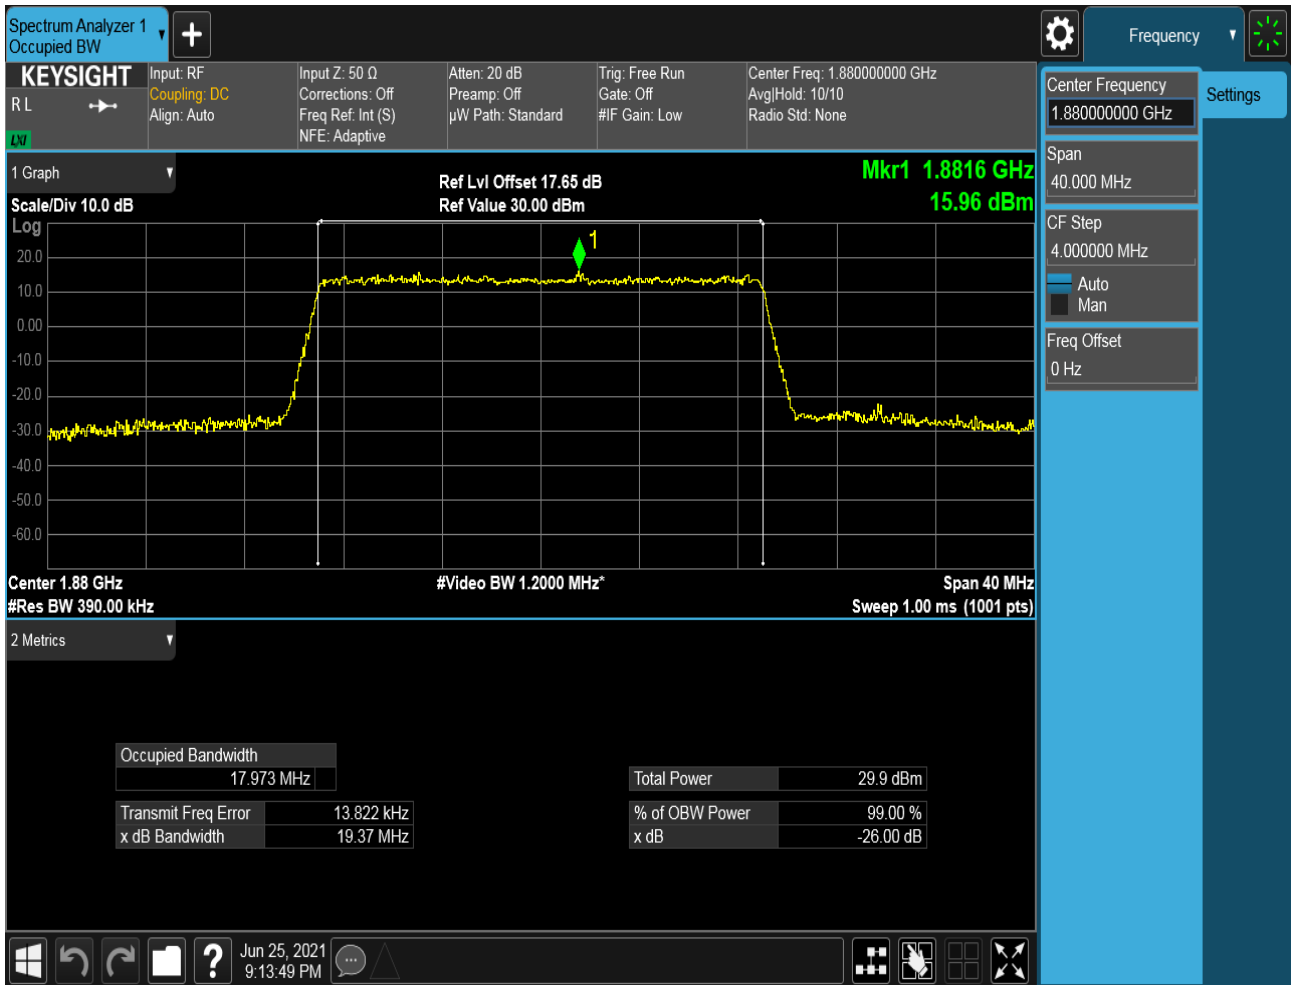 Spectrum Analyzer 1
Occupied BW
Frequency
KEYSIGHT
R L
LXI
Input: RF
Coupling: DC
Align: Auto
Input Z: 50 Ω
Corrections: Off
Freq Ref: Int (S)
NFE: Adaptive
Atten: 20 dB
Preamp: Off
µW Path: Standard
Trig: Free Run
Gate: Off
#IF Gain: Low
Center Freq: 1.880000000 GHz
Avg|Hold: 10/10
Radio Std: None
Center Frequency
1.880000000 GHz
Settings
Span
40.000 MHz
CF Step
4.000000 MHz
Auto
Man
Freq Offset
0 Hz
1 Graph
Scale/Div 10.0 dB
Ref Lvl Offset 17.65 dB
Ref Value 30.00 dBm
Mkr1 1.8816 GHz
15.96 dBm
Log
1
20.0
10.0
0.00
-10.0
-20.0
-30.0
-40.0
-50.0
-60.0
Center 1.88 GHz
#Video BW 1.2000 MHz*
Span 40 MHz
#Res BW 390.00 kHz
Sweep 1.00 ms (1001 pts)
2 Metrics
Occupied Bandwidth
17.973 MHz
Transmit Freq Error 13.822 kHz
x dB Bandwidth 19.37 MHz
Total Power 29.9 dBm
% of OBW Power 99.00 %
x dB -26.00 dB
?
Jun 25, 2021
9:13:49 PM